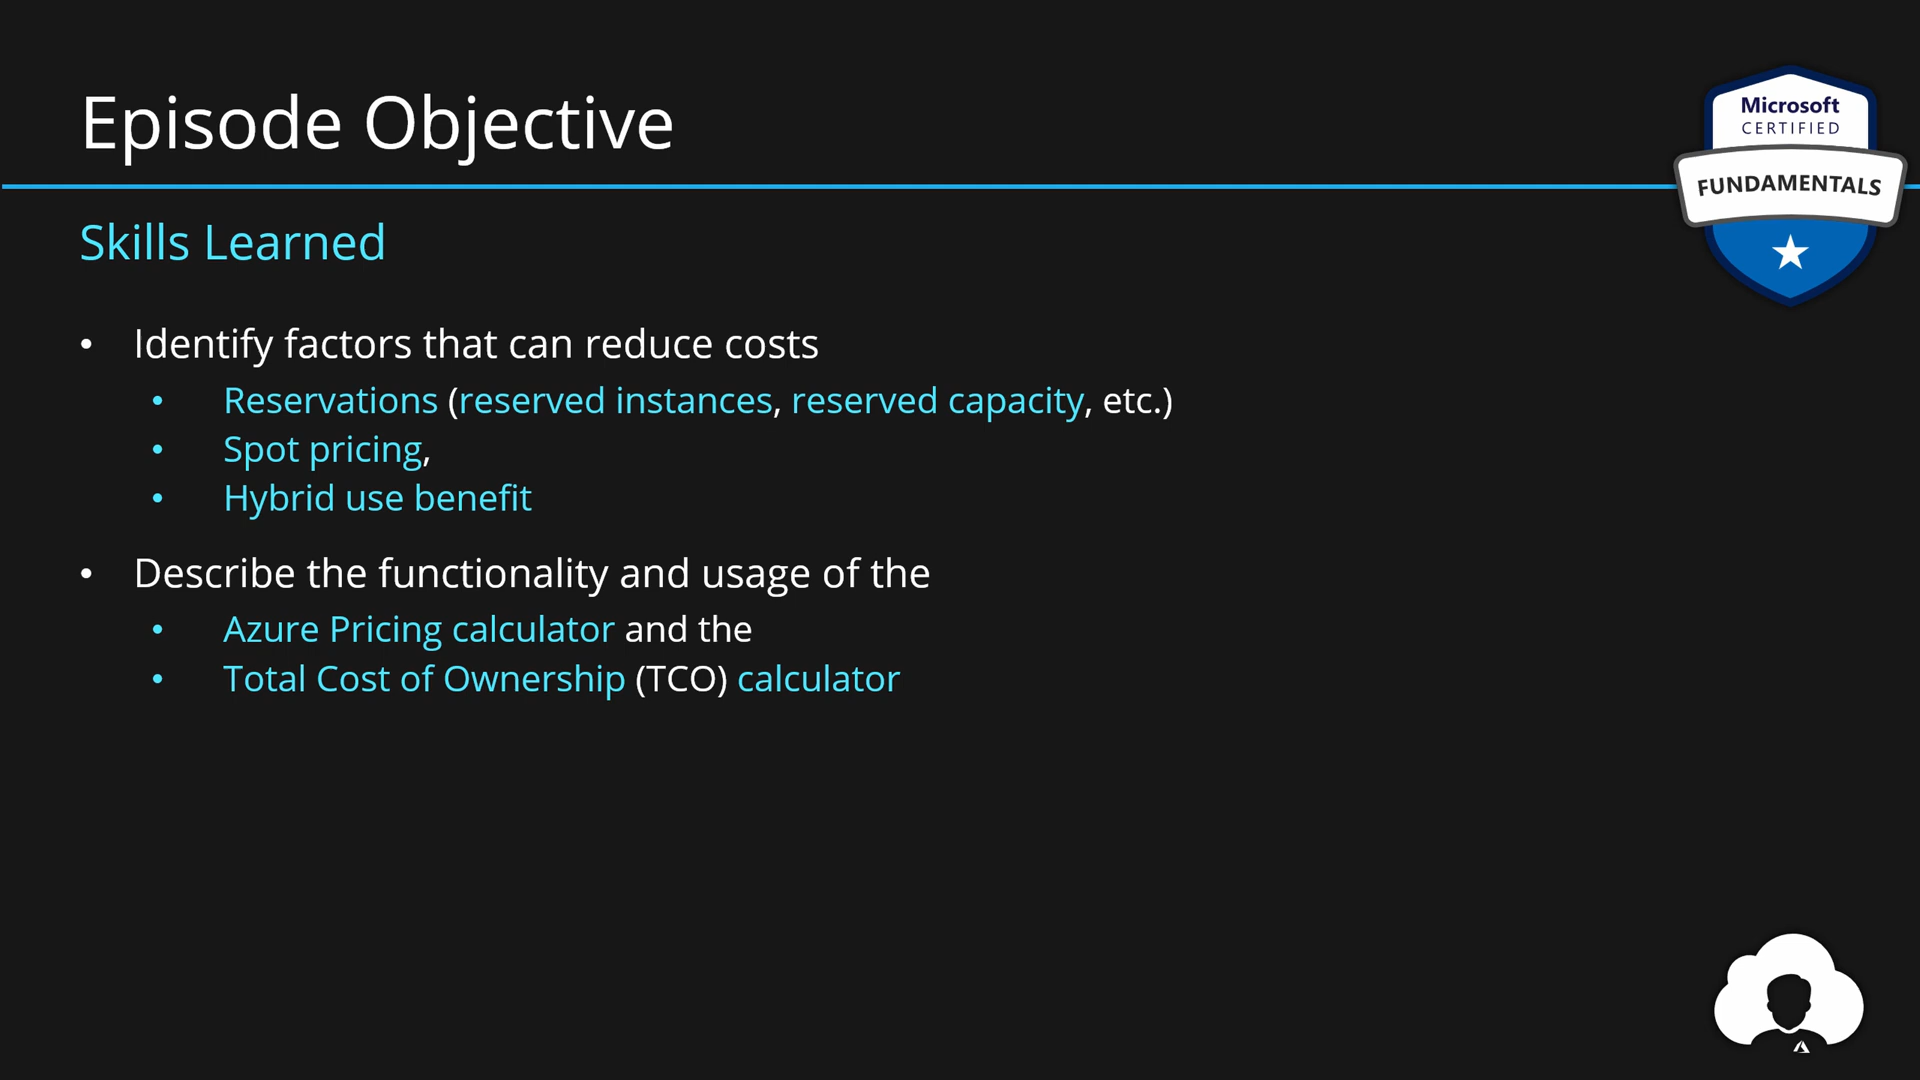 Episode Objective
Microsoft
CERTIFIED
FUNDAMENTALS
Skills Learned
• Identify factors that can reduce costs
• Reservations (reserved instances, reserved capacity, etc.)
• Spot pricing,
• Hybrid use benefit
• Describe the functionality and usage of the
• Azure Pricing calculator and the
• Total Cost of Ownership (TCO) calculator